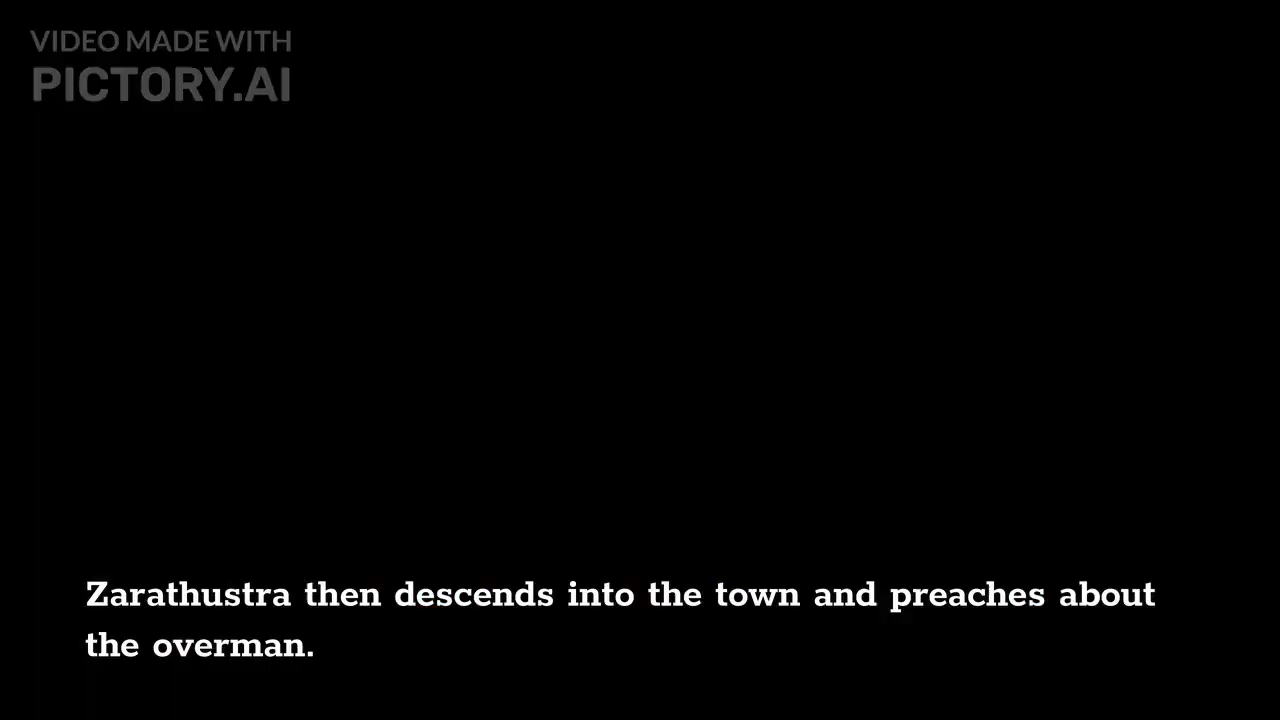 VIDEO MADE WITH
PICTORY.AI
Zarathustra then descends into the town and preaches about
the overman.